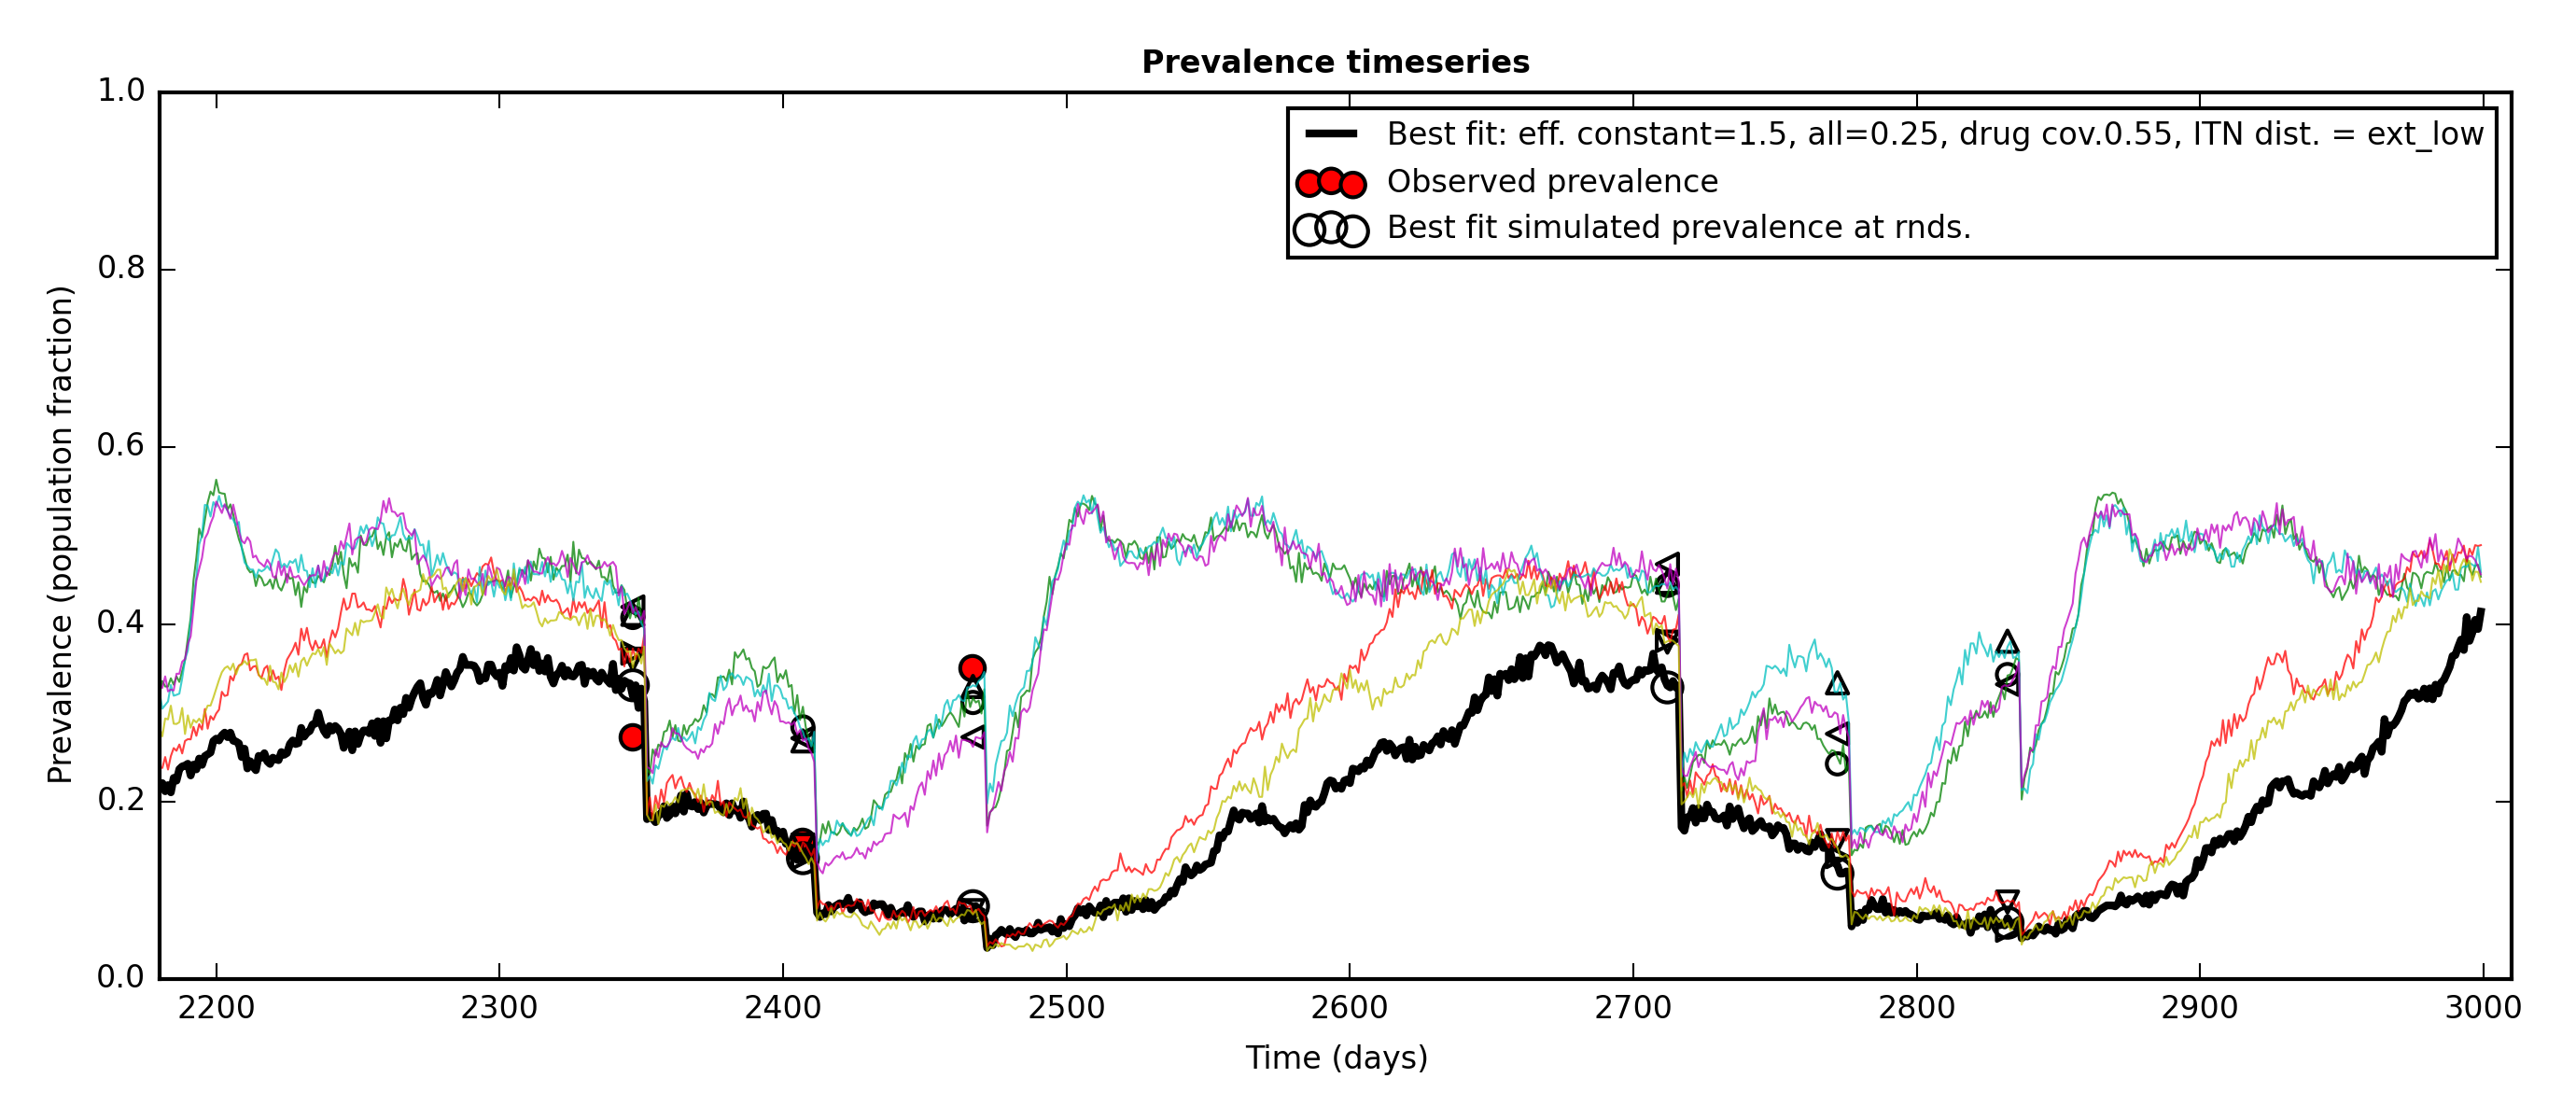 Prevalence timeseries
1.0
0.8
0.6
0.4
0.2
0.0
Prevalence (population fraction)
Best fit: eff. constant=1.5, all=0.25, drug cov.0.55, ITN dist. = ext_low
Observed prevalence
Best fit simulated prevalence at rnds.
2200 2300 2400 2500 2600 2700 2800 2900 3000
Time (days)